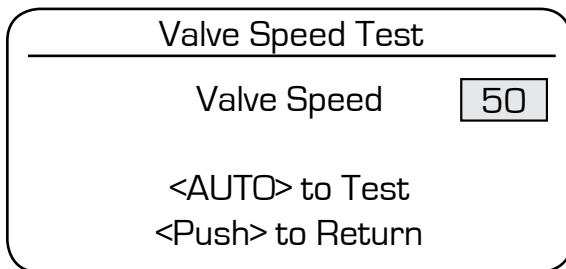 Valve Speed Test
Valve Speed 50
<AUTO> to Test
<Push> to Return